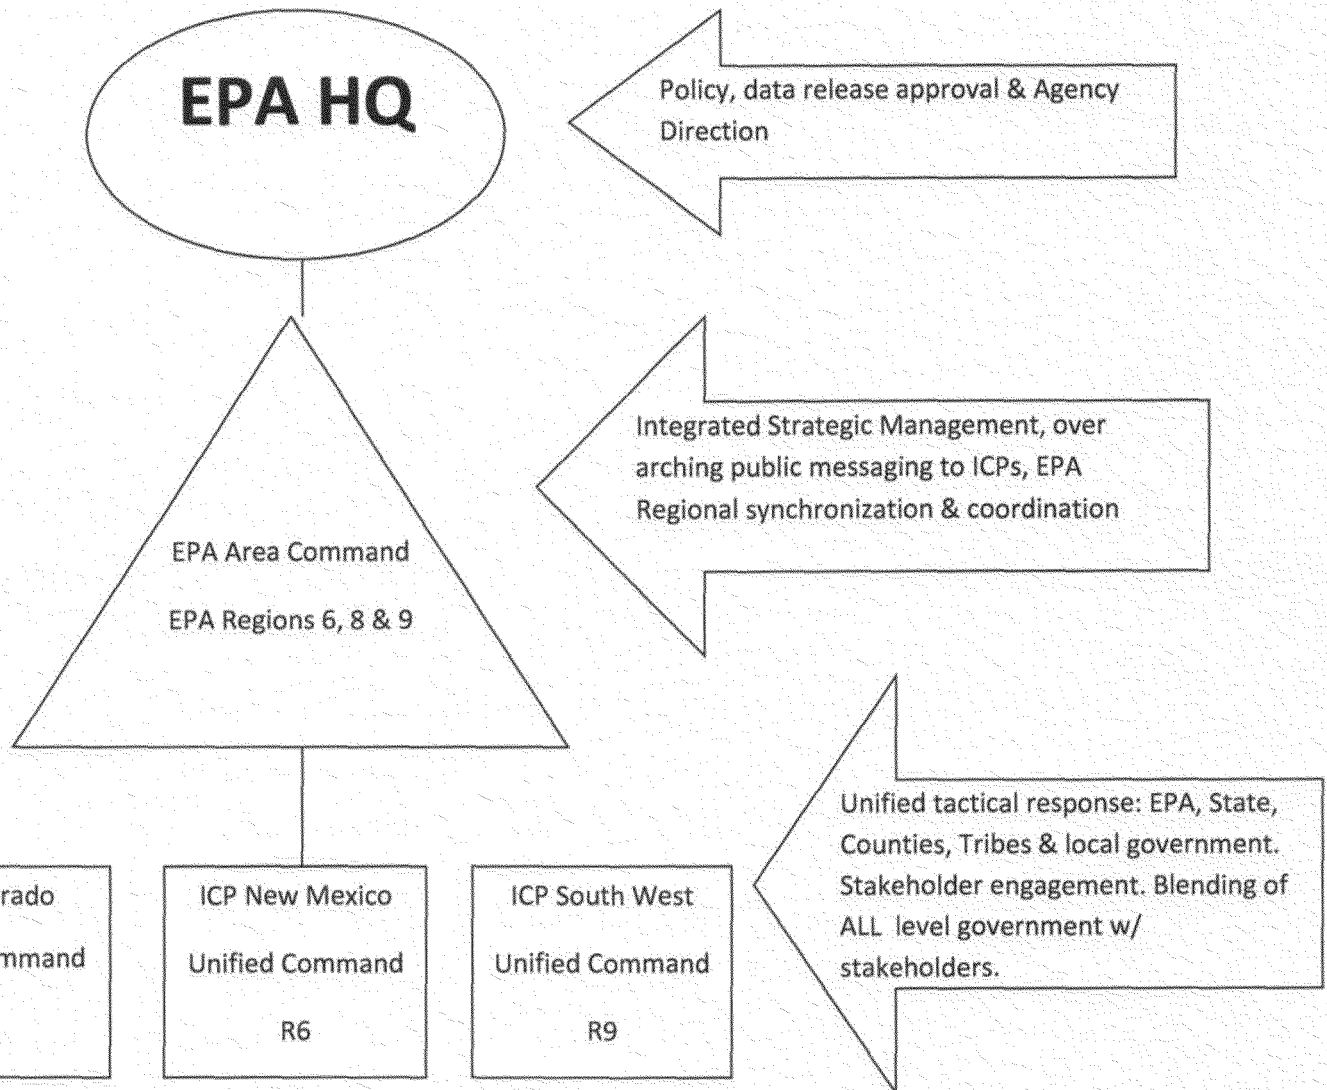 EPA HQ
Policy, data release approval & Agency
Direction
Integrated Strategic Management, over
arching public messaging to ICPs, EPA
Regional synchronization & coordination
EPA Area Command
EPA Regions 6, 8 & 9
Unified tactical response: EPA, State,
Counties, Tribes & local government.
Stakeholder engagement. Blending of
ALL level government w/
stakeholders.
rado
mmand
ICP New Mexico
Unified Command
R6
ICP South West
Unified Command
R9